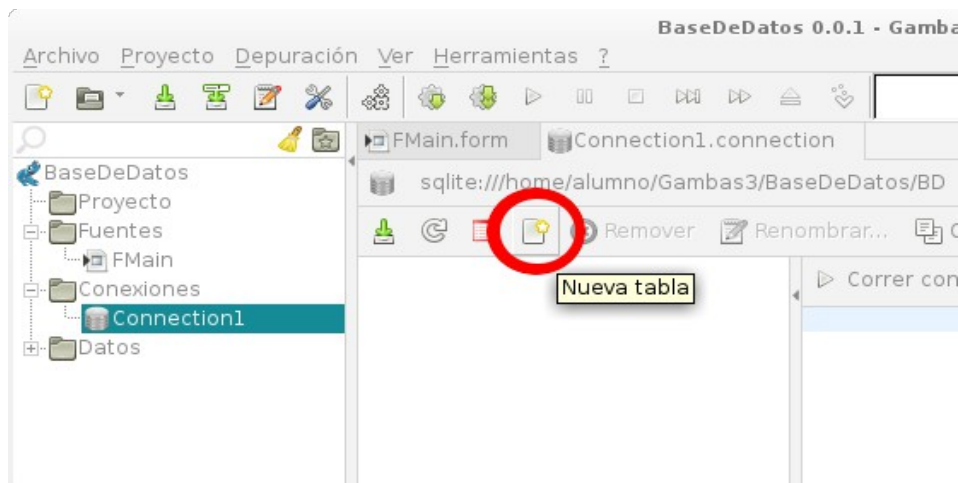 BaseDeDatos 0.0.1 - Gamba
Archivo Proyecto Depuración Ver Herramientas ?
FMain.form Connection1.connection
BaseDeDatos
sqlite:///home/alumno/Gambas3/BaseDeDatos/BD
Proyecto
Fuentes
Remover Renombrar...
FMain
Conexiones
Nueva tabla
Correr con
Connection1
Datos